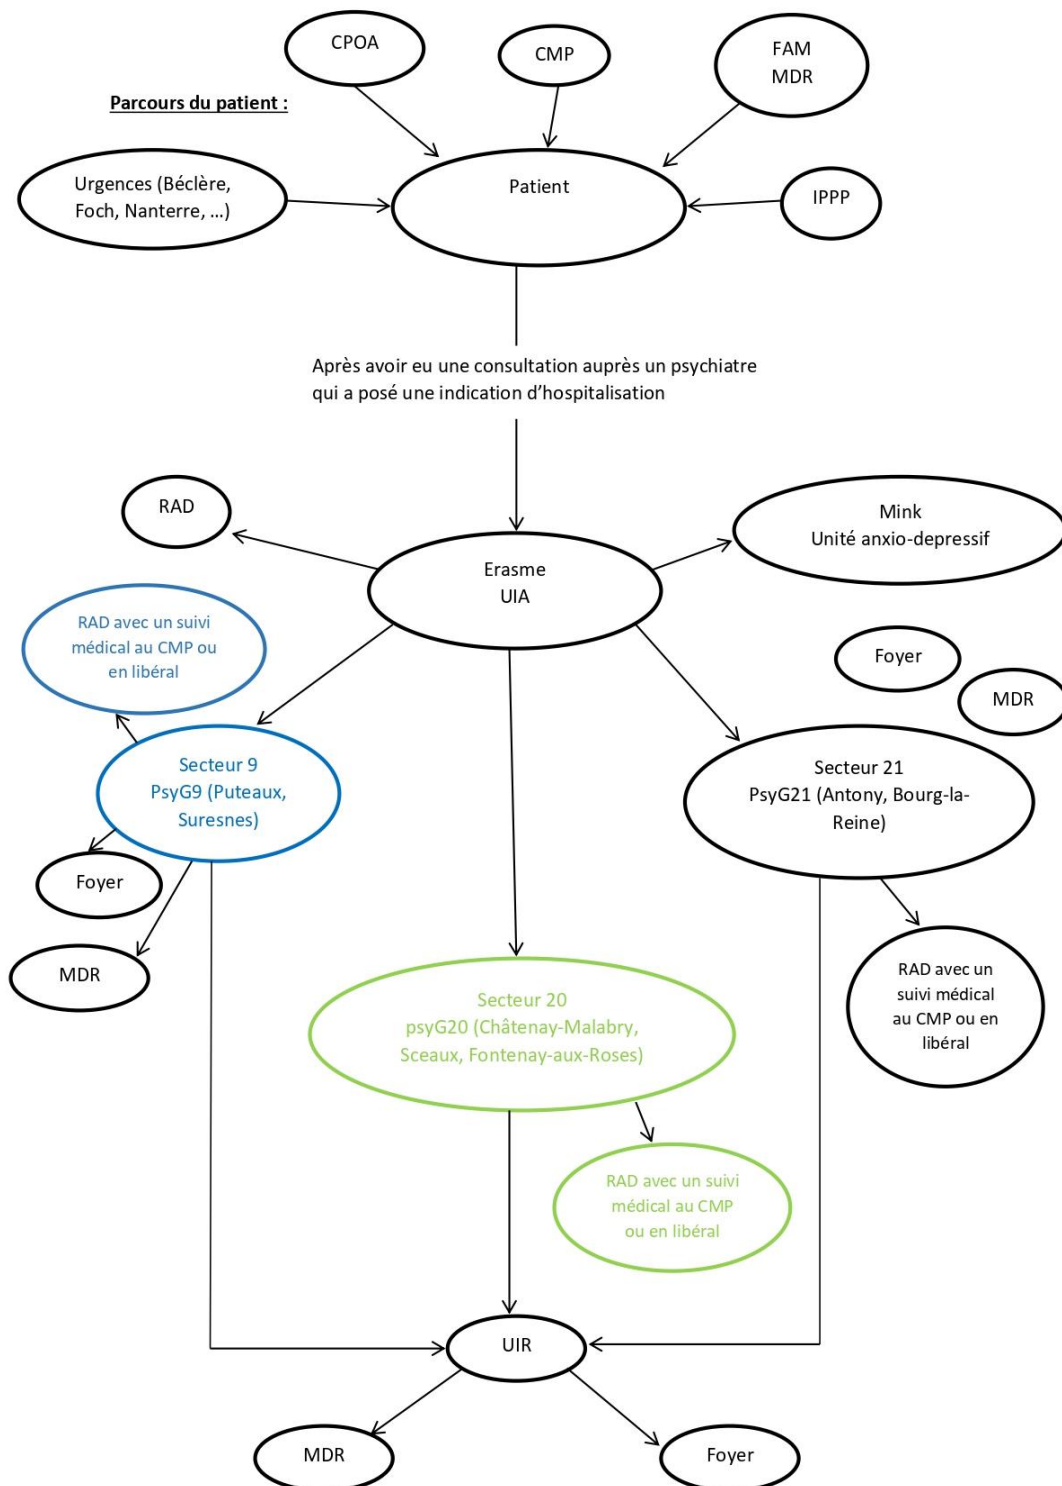 CPOA
CMP
FAM
MDR
Parcours du patient :
Urgences (Béclère,
Foch, Nanterre, ...)
Patient
IPPP
Après avoir eu une consultation auprès un psychiatre
qui a posé une indication d’hospitalisation
RAD
Mink
Unité anxio-depressif
Erasme
UIA
RAD avec un suivi
médical au CMP ou
en libéral
Foyer
MDR
Secteur 9
PsyG9 (Puteaux,
Suresnes)
Secteur 21
PsyG21 (Antony, Bourg-la-
Reine)
Foyer
MDR
RAD avec un
suivi médical
au CMP ou en
libéral
Secteur 20
psyG20 (Châtenay-Malabry,
Sceaux, Fontenay-aux-Roses)
RAD avec un suivi
médical au CMP
ou en libéral
UIR
MDR
Foyer